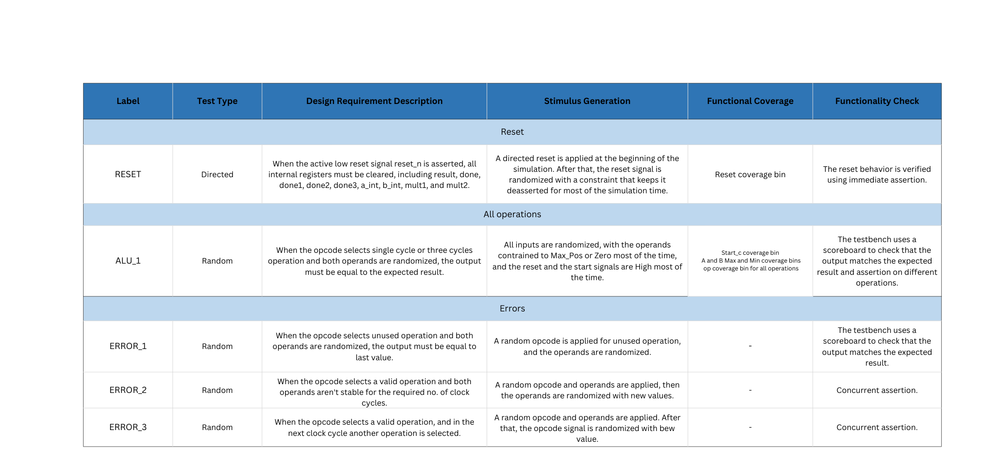 Label
Test Type
Design Requirement Description
Stimulus Generation
Functional Coverage
Functionality Check
Reset
RESET
Directed
When the active low reset signal reset_n is asserted, all
internal registers must be cleared, including result, done,
done1, done2, done3, a_int, b_int, mult1, and mult2.
A directed reset is applied at the beginning of the
simulation. After that, the reset signal is
randomized with a constraint that keeps it
deasserted for most of the simulation time.
Reset coverage bin
The reset behavior is verified
using immediate assertion.
All operations
ALU_1
Random
When the opcode selects single cycle or three cycles
operation and both operands are randomized, the output
must be equal to the expected result.
All inputs are randomized, with the operands
contrained to Max_Pos or Zero most of the time,
and the reset and the start signals are High most of
the time.
Start_c coverage bin
A and B Max and Min coverage bins
op coverage bin for all operations
The testbench uses a
scoreboard to check that the
output matches the expected
result and assertion on different
operations.
Errors
ERROR_1
Random
When the opcode selects unused operation and both
operands are randomized, the output must be equal to
last value.
A random opcode is applied for unused operation,
and the operands are randomized.
-
The testbench uses a
scoreboard to check that the
output matches the expected
result.
ERROR_2
Random
When the opcode selects a valid operation and both
operands aren't stable for the required no. of clock
cycles.
A random opcode and operands are applied, then
the operands are randomized with new values.
-
Concurrent assertion.
ERROR_3
Random
When the opcode selects a valid operation, and in the
next clock cycle another operation is selected.
A random opcode and operands are applied. After
that, the opcode signal is randomized with bew
value.
-
Concurrent assertion.